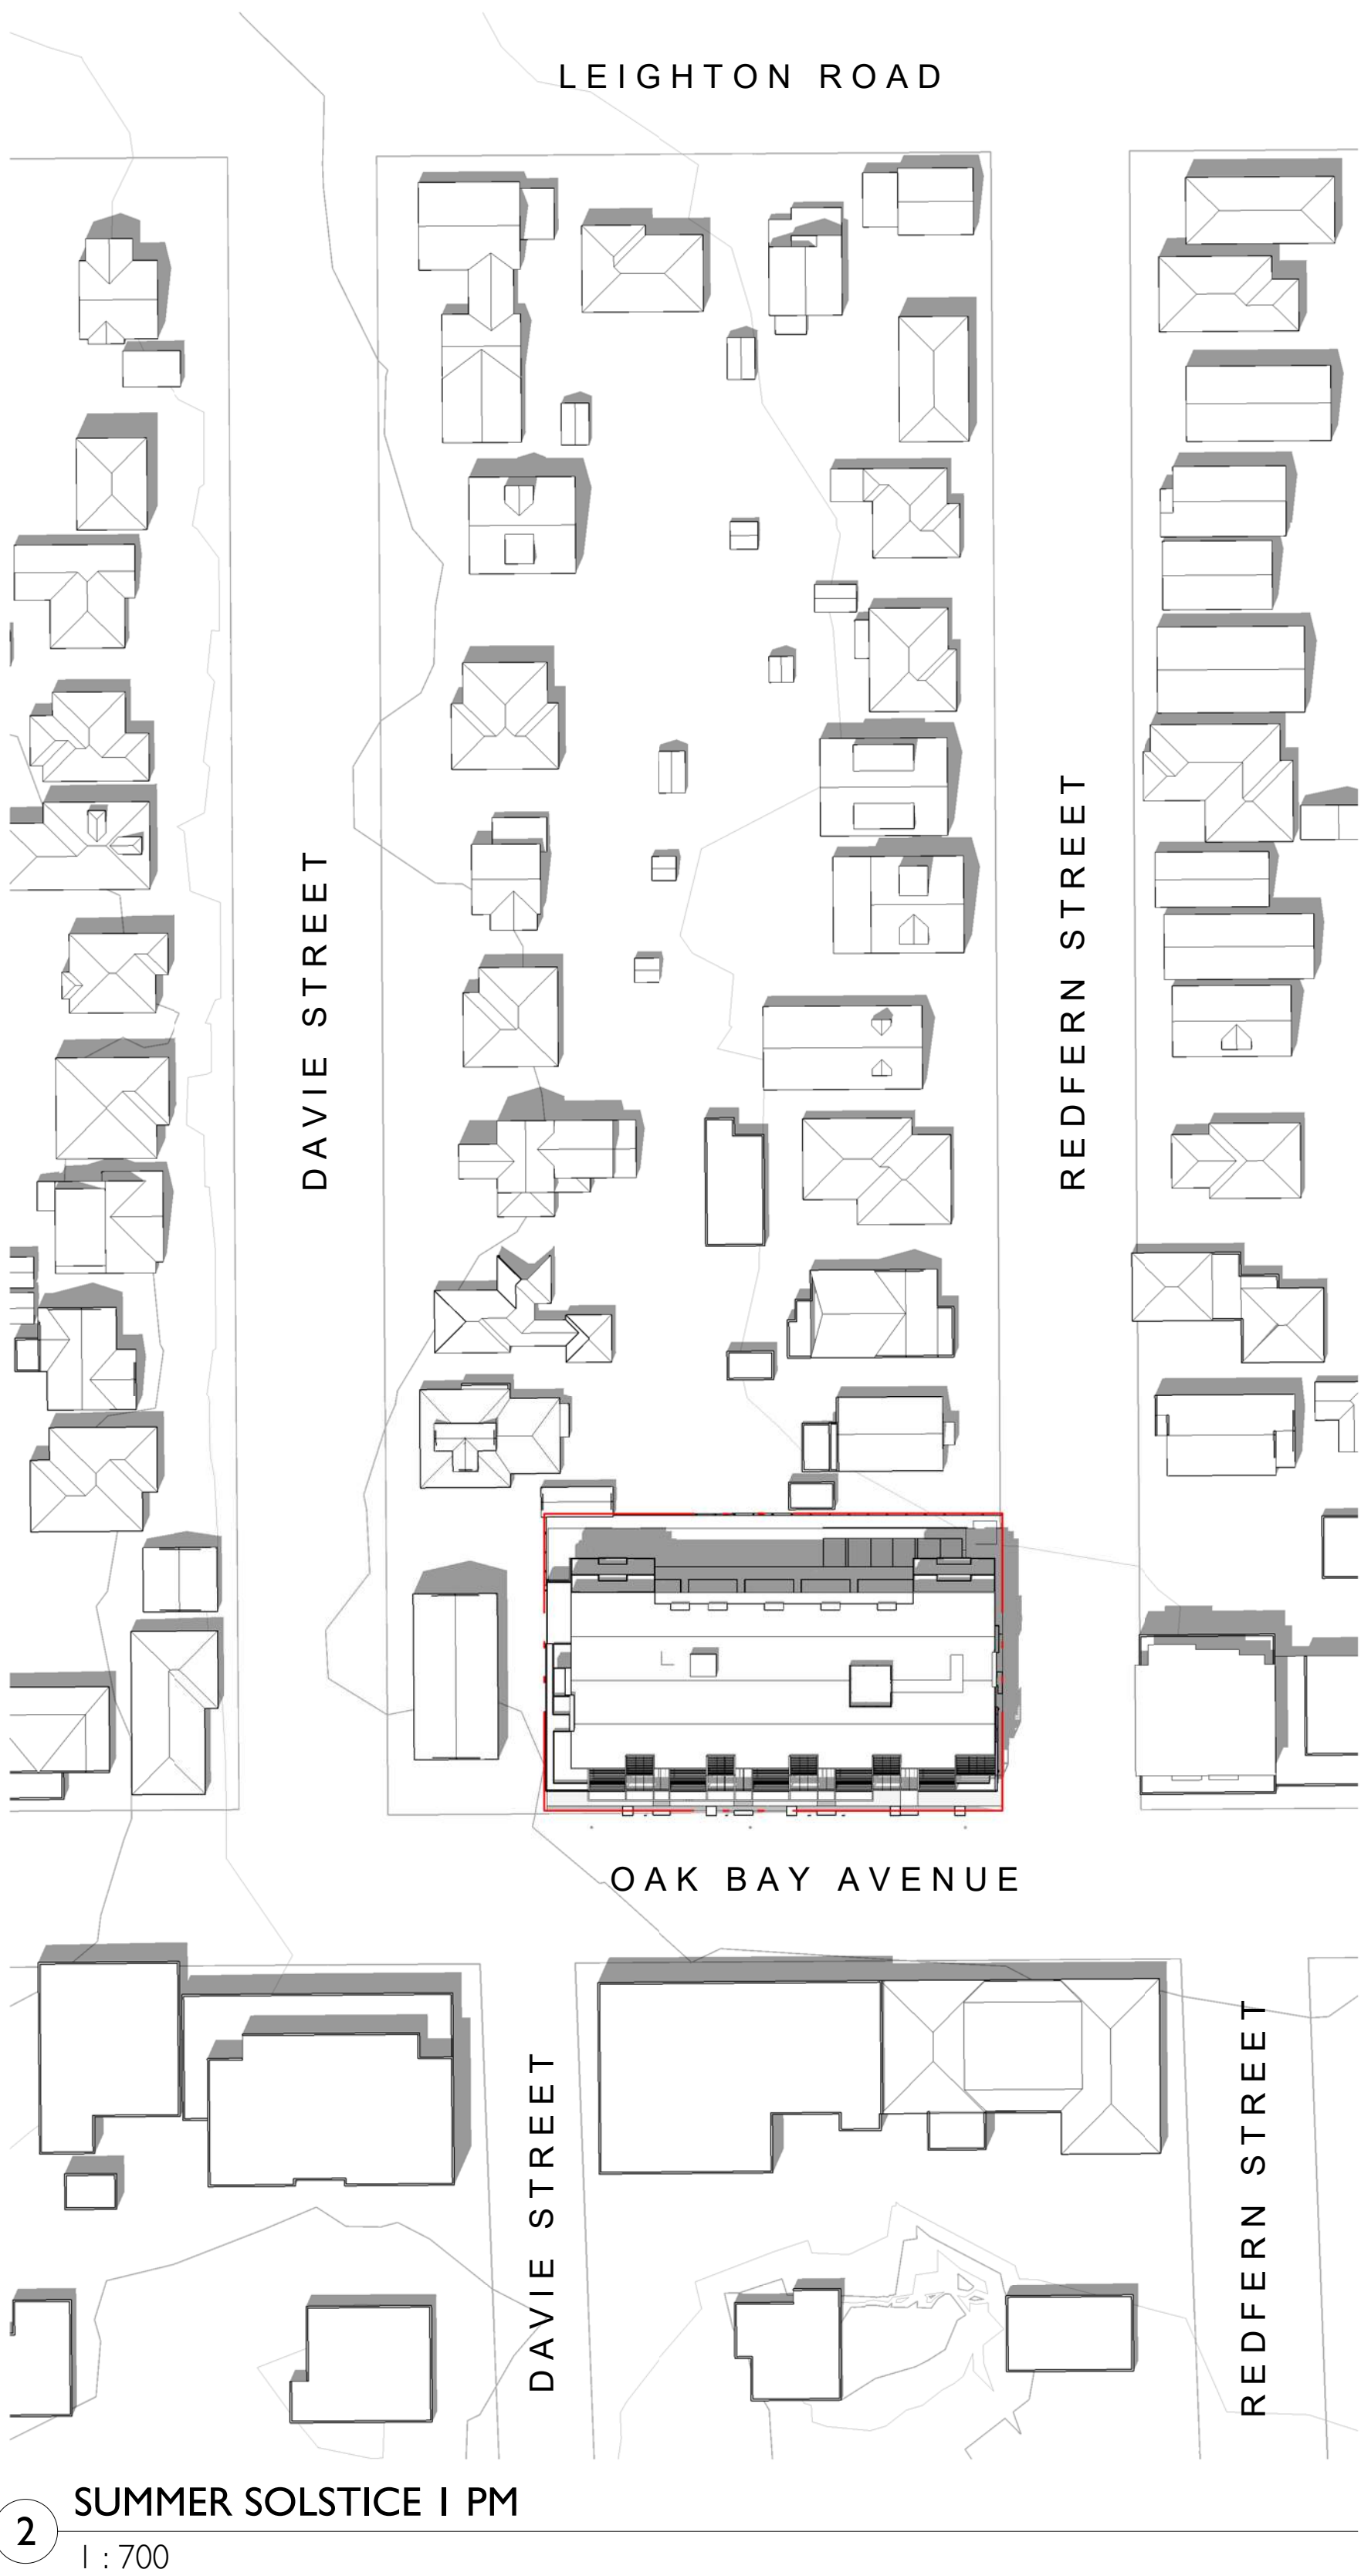 LEIGHTON ROAD
DAVIE STREET
REDFERN STREET
OAK BAY AVENUE
DAVIE STREET
REDFERN STREET
2
SUMMER SOLSTICE 1 PM
1 : 700